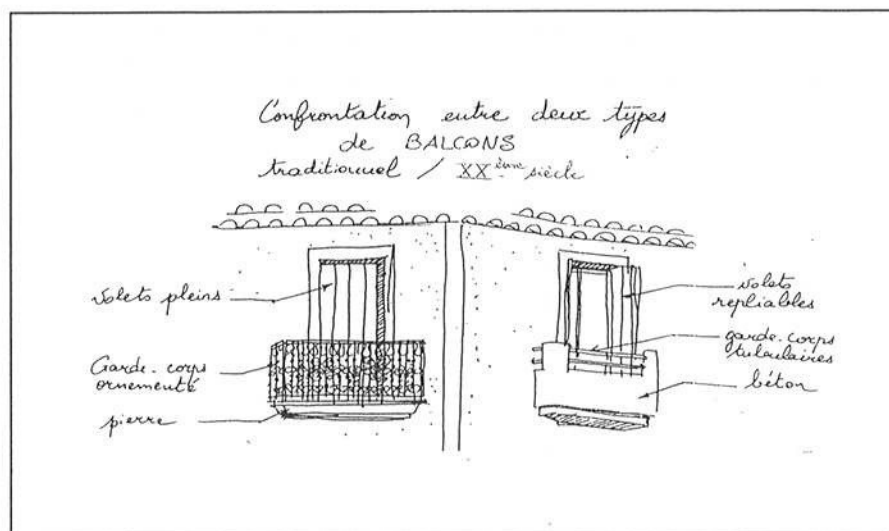 Confrontation entre deux types
de BALCONS
traditionnel / XXème siècle
volets pleins
Garde-corps
ornementé
pierre
volets
repliables
garde-corps
tubulaires
béton